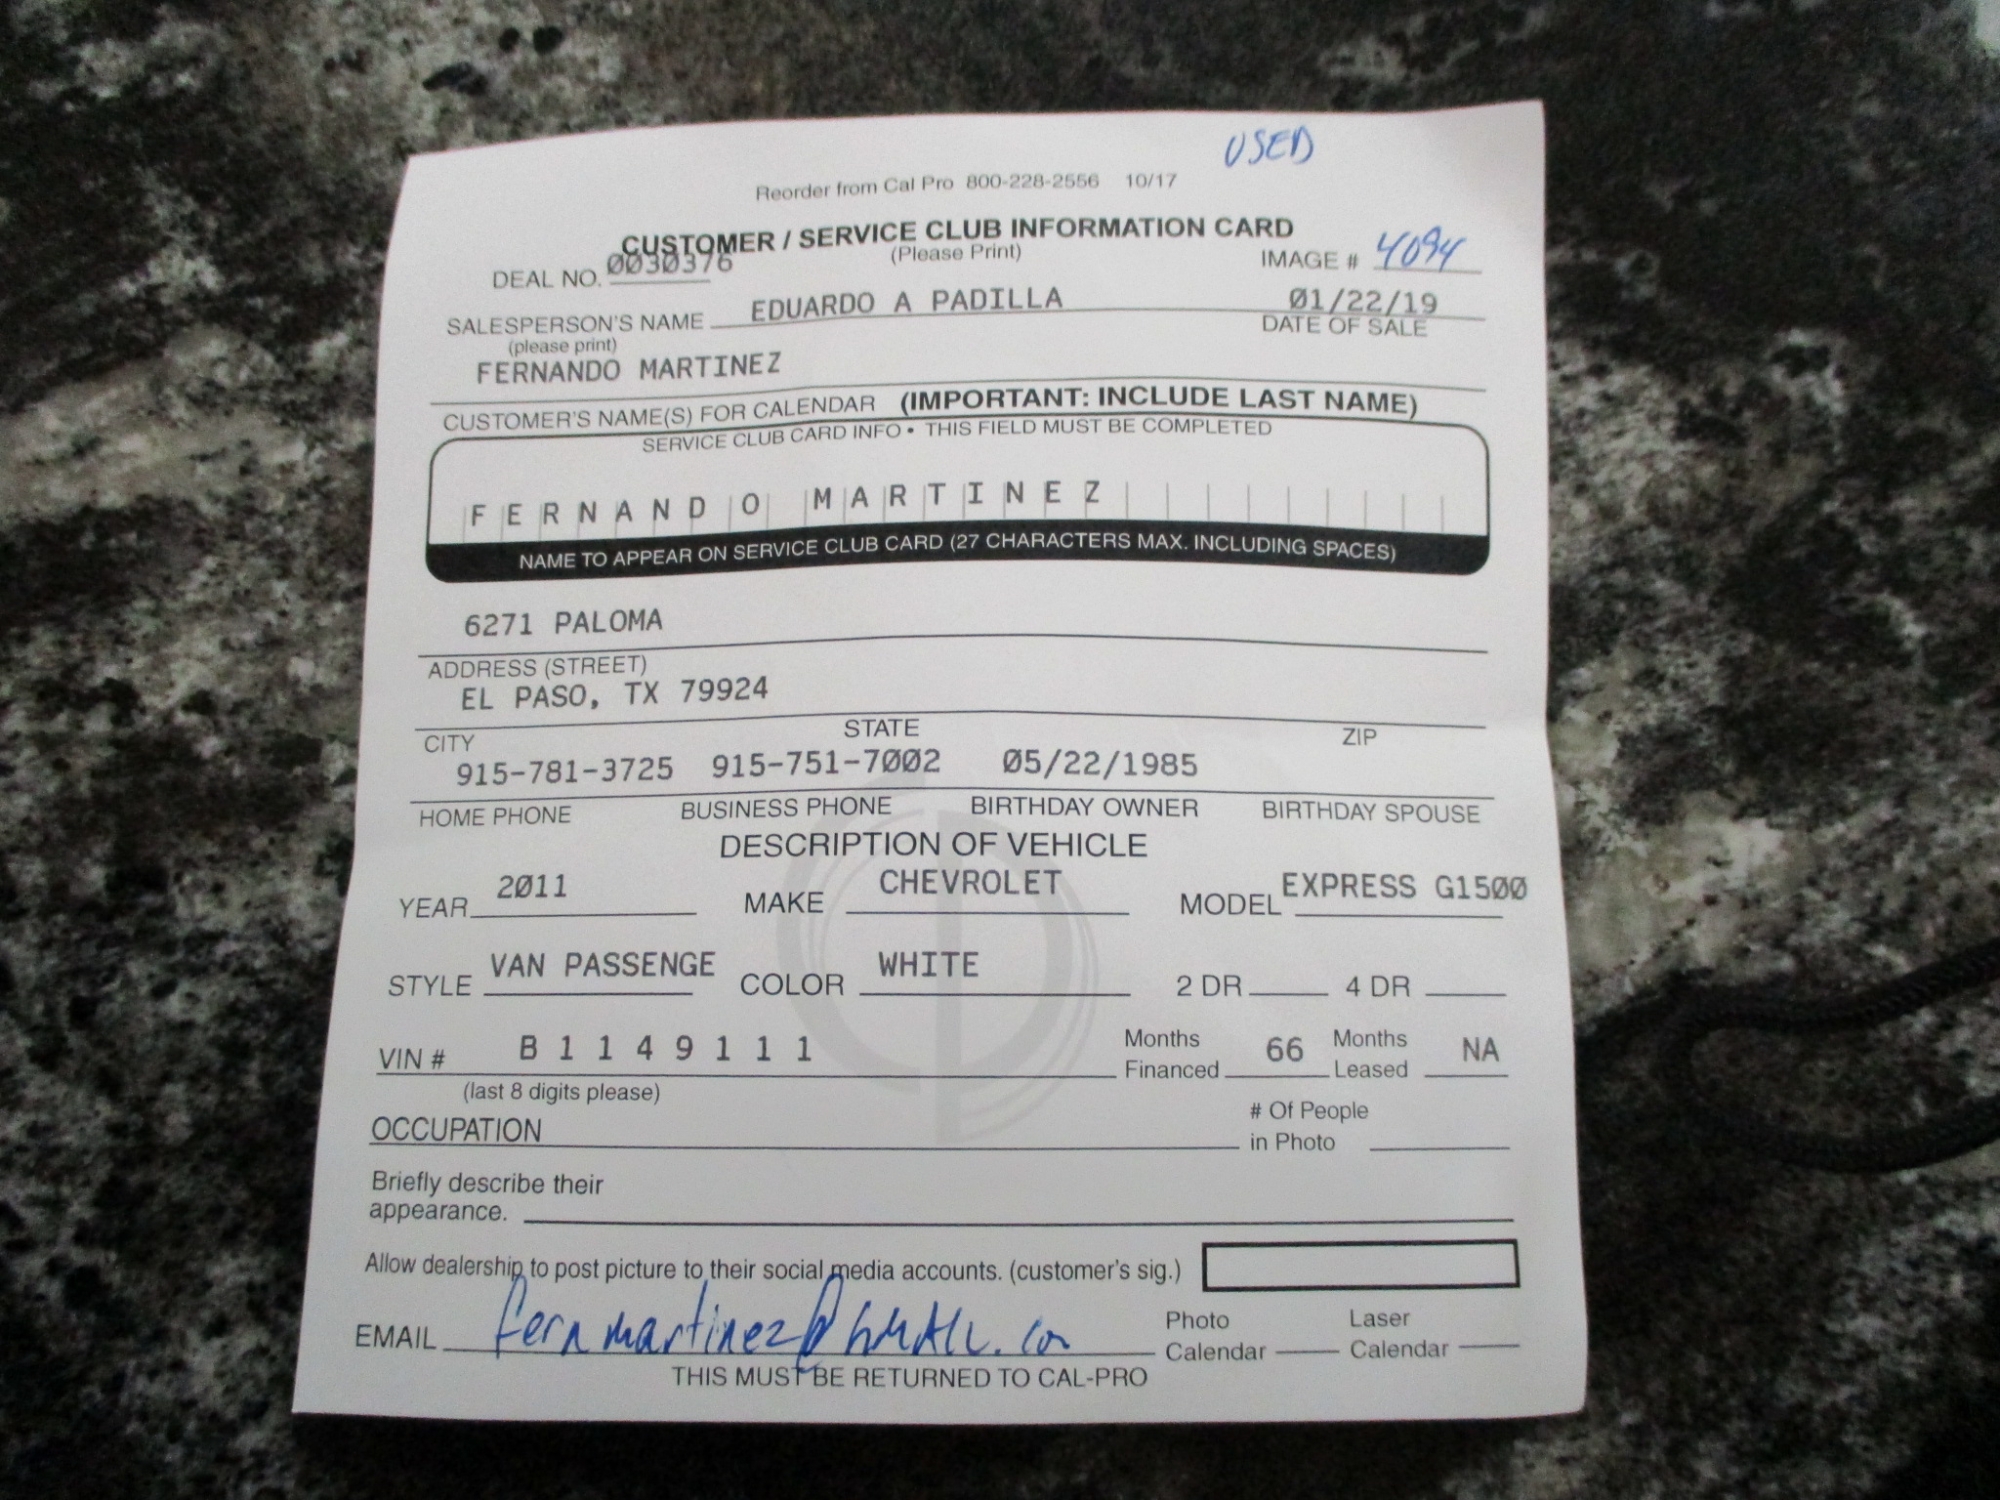 USED
Reorder from Cal Pro 800-228-2556 10/17
CUSTOMER / SERVICE CLUB INFORMATION CARD
(Please Print)
DEAL NO. 0030376
IMAGE # 4094
SALESPERSON'S NAME EDUARDO A PADILLA 01/22/19
(please print) DATE OF SALE
FERNANDO MARTINEZ
CUSTOMER'S NAME(S) FOR CALENDAR (IMPORTANT: INCLUDE LAST NAME)
SERVICE CLUB CARD INFO • THIS FIELD MUST BE COMPLETED
FERNANDO MARTINEZ
NAME TO APPEAR ON SERVICE CLUB CARD (27 CHARACTERS MAX. INCLUDING SPACES)
6271 PALOMA
ADDRESS (STREET)
EL PASO, TX 79924
CITY STATE ZIP
915-781-3725 915-751-7002 05/22/1985
HOME PHONE BUSINESS PHONE BIRTHDAY OWNER BIRTHDAY SPOUSE
DESCRIPTION OF VEHICLE
YEAR 2011 MAKE CHEVROLET MODEL EXPRESS G1500
STYLE VAN PASSENGE COLOR WHITE 2 DR 4 DR
VIN # B 1 1 4 9 1 1 1 Months Financed 66 Months Leased NA
(last 8 digits please)
OCCUPATION # Of People in Photo
Briefly describe their
appearance.
Allow dealership to post picture to their social media accounts. (customer's sig.)
EMAIL Photo Calendar Laser Calendar
THIS MUST BE RETURNED TO CAL-PRO